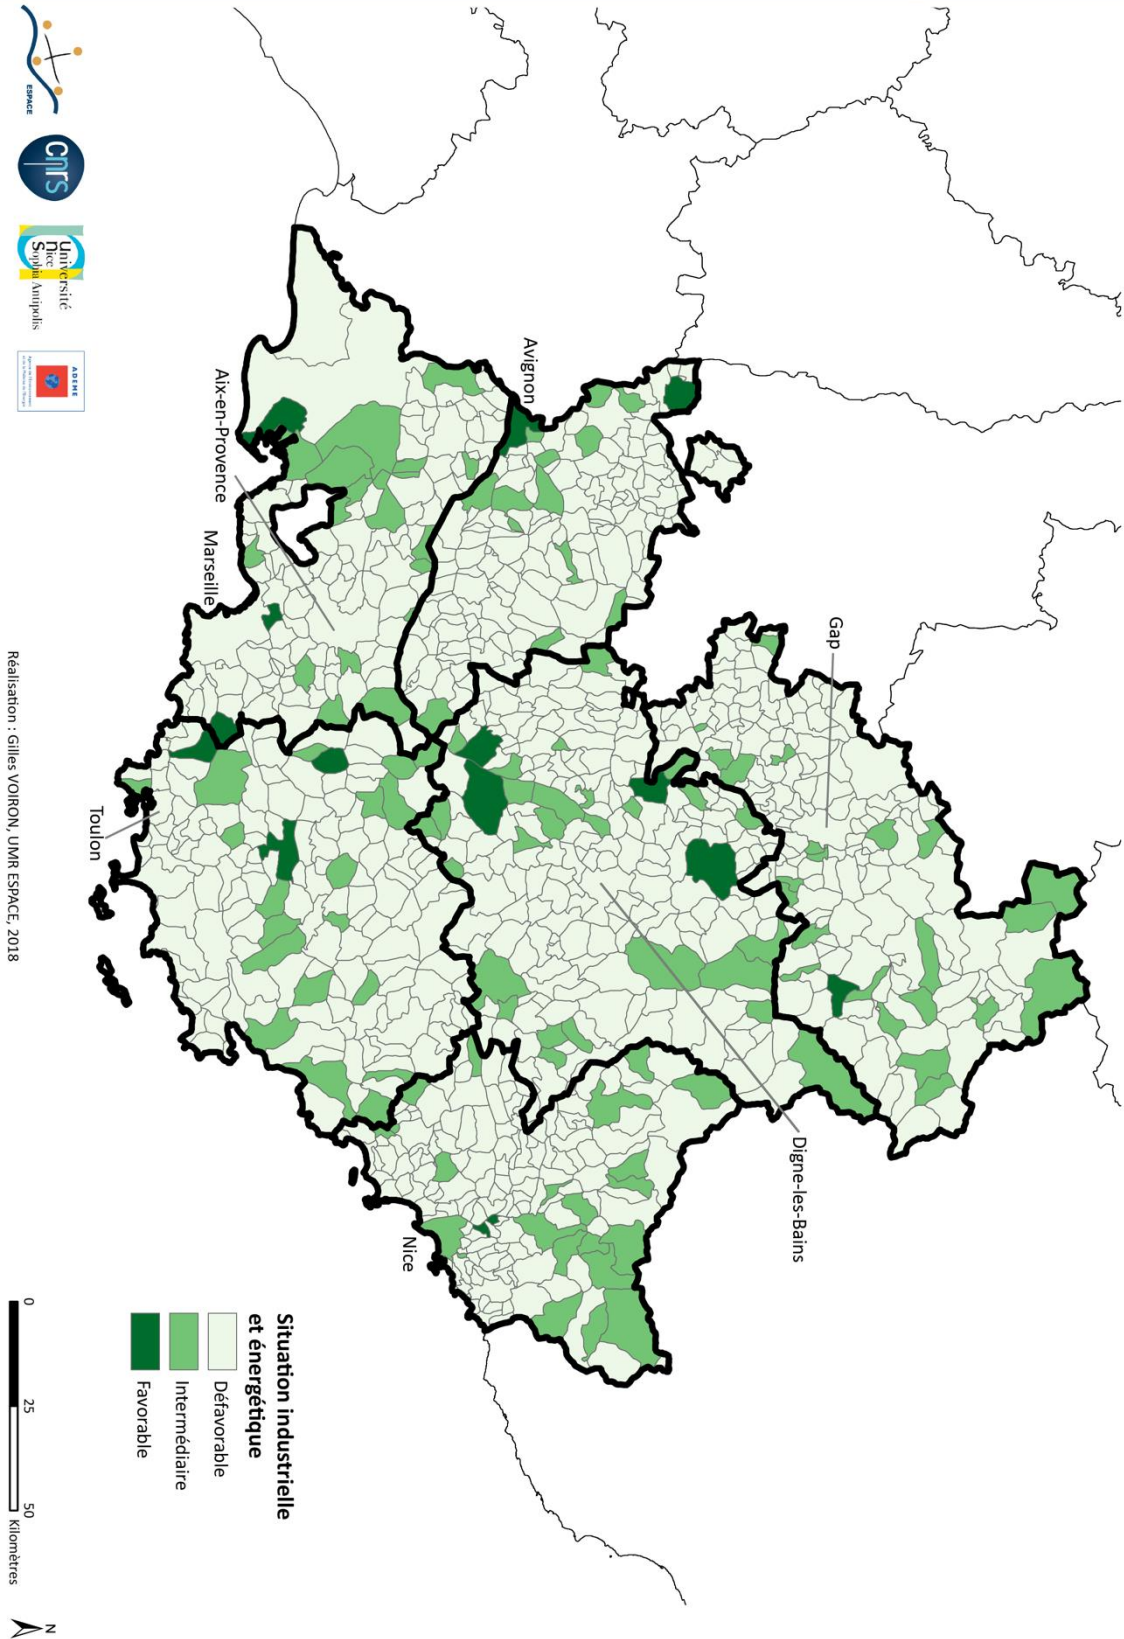 Gap
Avignon
Digne-les-Bains
Aix-en-Provence
Marseille
Nice
Toulon
Situation industrielle
et énergétique
Défavorable
Intermédiaire
Favorable
0 25 50
Kilomètres
N
ESPACE
cnrs
Université
Nice
Sophia Antipolis
ADEME
Réalisation : Gilles VOIRON, UMR ESPACE, 2018